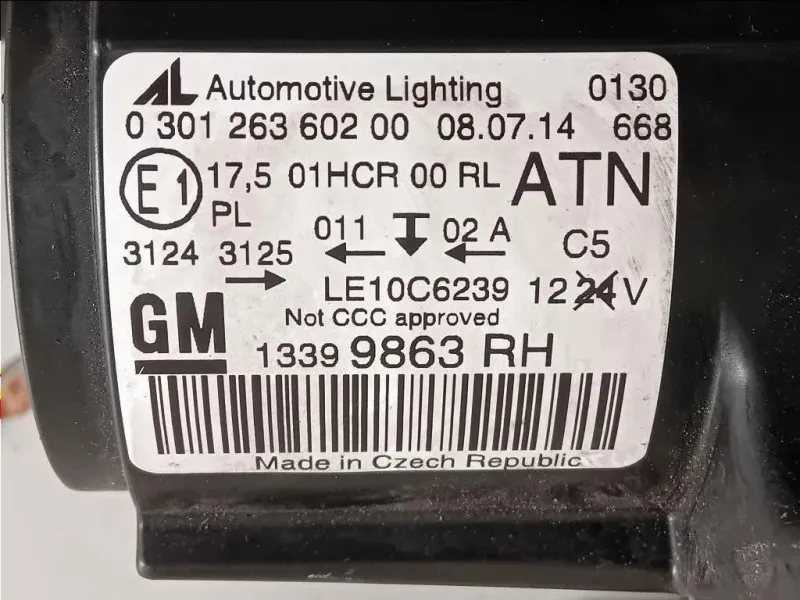 AL Automotive Lighting 0130
0 301 263 602 00 08.07.14 668
E1 17,5 01HCR 00 RL ATN
PL 011 02 A C5
3124 3125
LE10C6239 12 24 V
GM Not CCC approved
1339 9863 RH
Made in Czech Republic